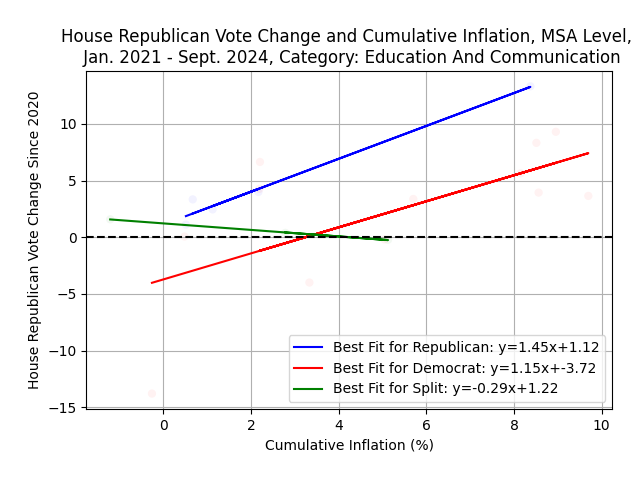 House Republican Vote Change and Cumulative Inflation, MSA Level,
Jan. 2021 - Sept. 2024, Category: Education And Communication
House Republican Vote Change Since 2020
10
5
0
−5
−10
−15
Best Fit for Republican: y=1.45x+1.12
Best Fit for Democrat: y=1.15x+-3.72
Best Fit for Split: y=-0.29x+1.22
0 2 4 6 8 10
Cumulative Inflation (%)